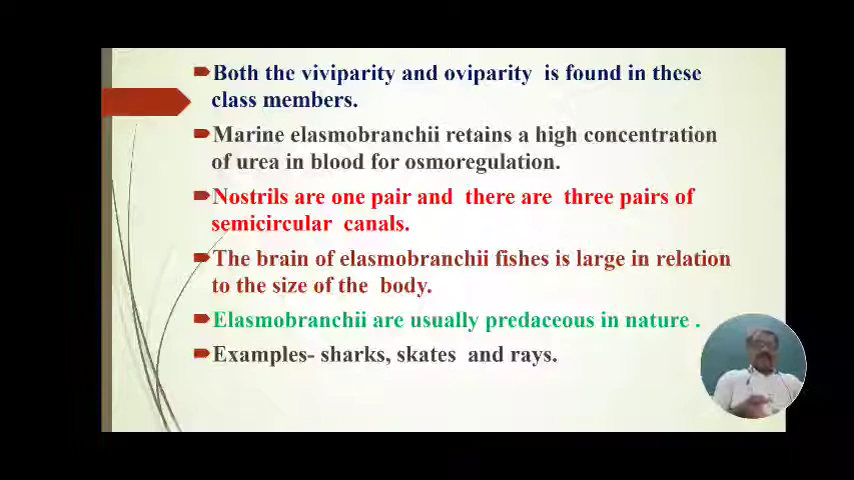 Both the viviparity and oviparity is found in these
class members.
Marine elasmobranchii retains a high concentration
of urea in blood for osmoregulation.
Nostrils are one pair and there are three pairs of
semicircular canals.
The brain of elasmobranchii fishes is large in relation
to the size of the body.
Elasmobranchii are usually predaceous in nature .
Examples- sharks, skates and rays.